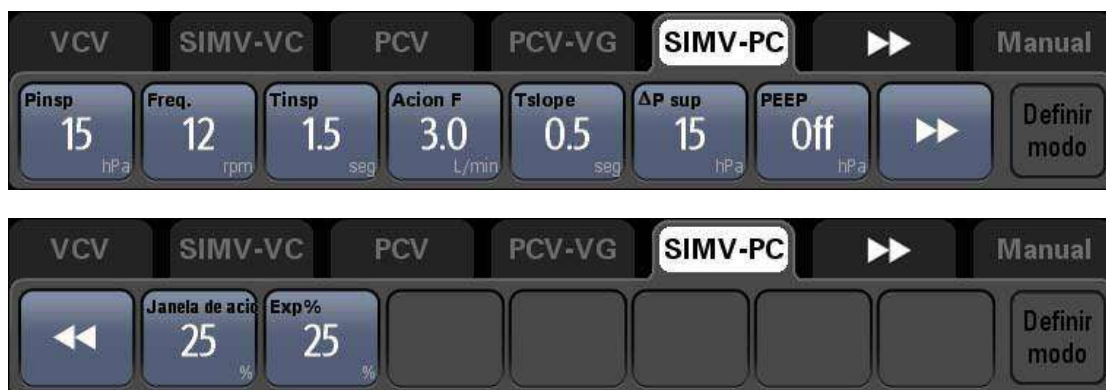 VCV SIMV-VC PCV PCV-VG SIMV-PC Manual
Pinsp Freq. Tinsp Acion F Tslope ΔP sup PEEP
15 12 1.5 3.0 0.5 15 Off
hPa rpm seg L/min seg hPa hPa
Definir
modo
VCV SIMV-VC PCV PCV-VG SIMV-PC Manual
Janela de acio Exp%
25 25
% %
Definir
modo